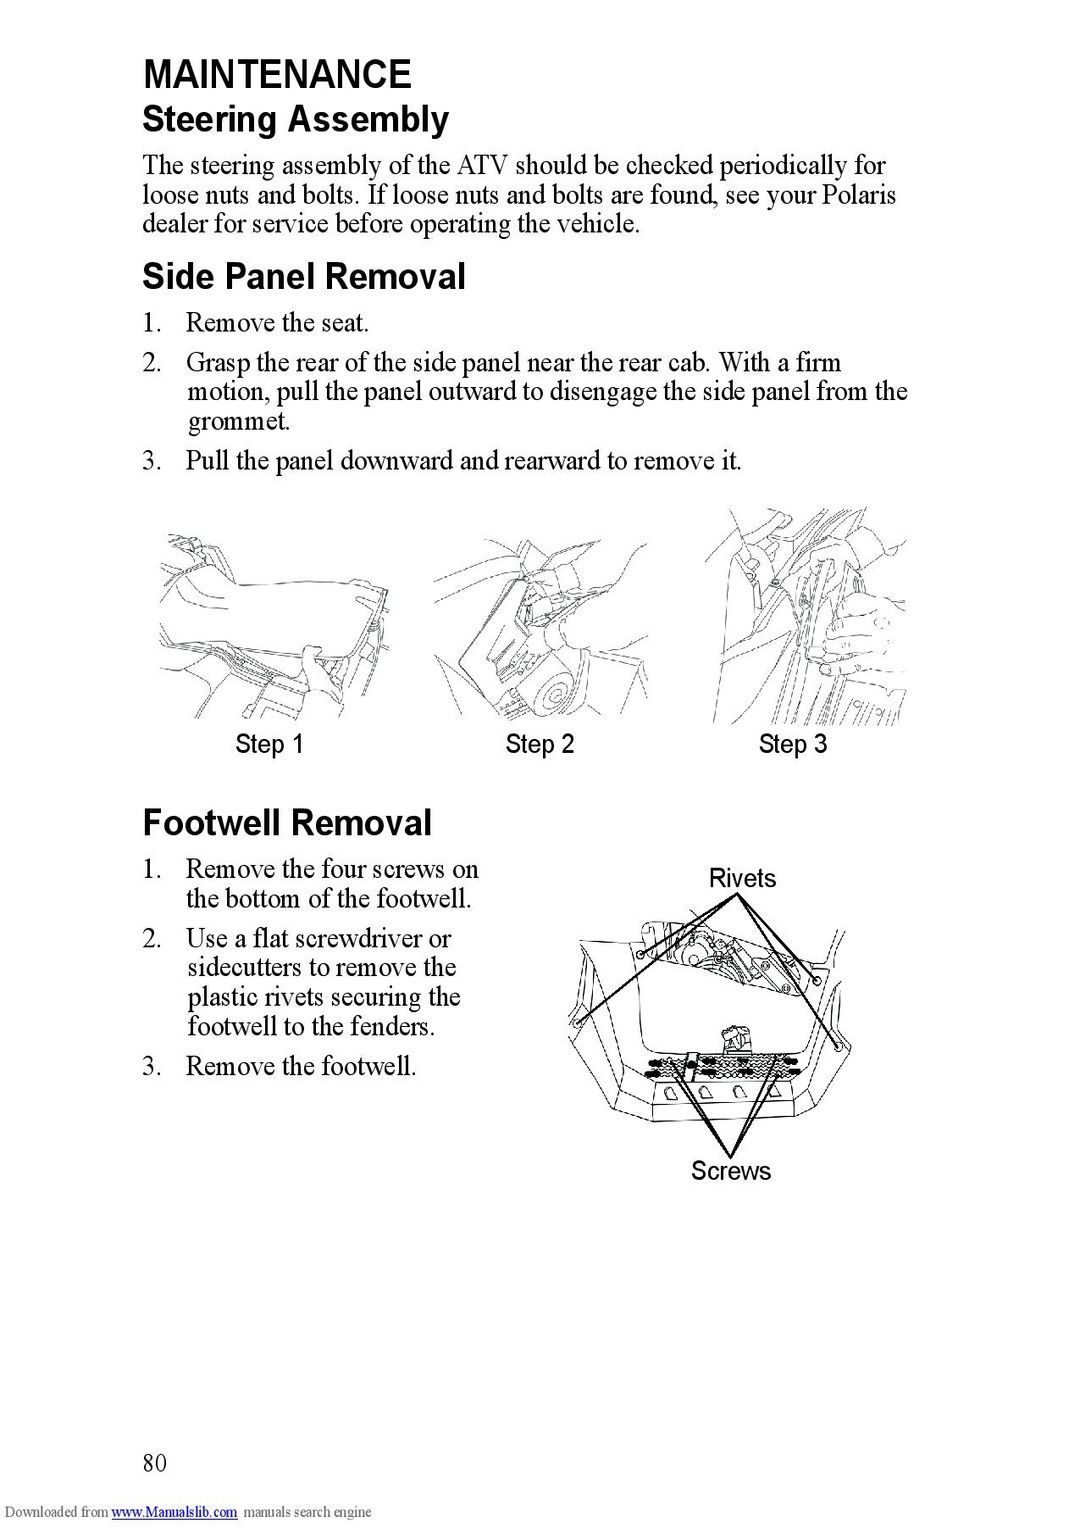 MAINTENANCE
Steering Assembly
The steering assembly of the ATV should be checked periodically for
loose nuts and bolts. If loose nuts and bolts are found, see your Polaris
dealer for service before operating the vehicle.
Side Panel Removal
1. Remove the seat.
2. Grasp the rear of the side panel near the rear cab. With a firm
motion, pull the panel outward to disengage the side panel from the
grommet.
3. Pull the panel downward and rearward to remove it.
Step 1
Step 2
Step 3
Footwell Removal
1. Remove the four screws on
the bottom of the footwell.
2. Use a flat screwdriver or
sidecutters to remove the
plastic rivets securing the
footwell to the fenders.
3. Remove the footwell.
Rivets
Screws
80
Downloaded from www.Manualslib.com manuals search engine